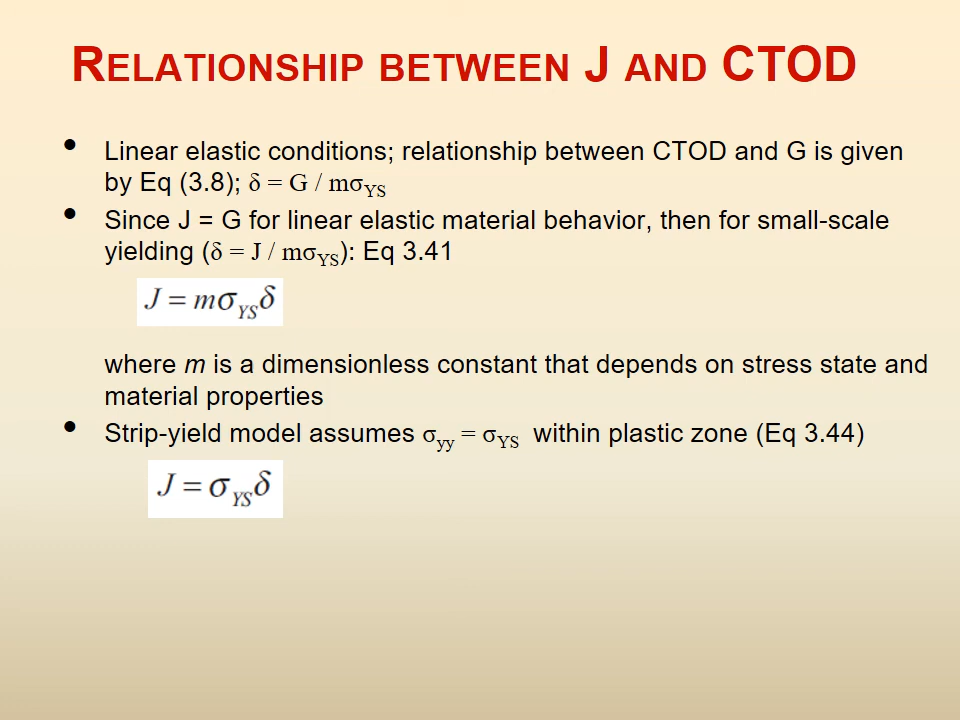 RELATIONSHIP BETWEEN J AND CTOD
• Linear elastic conditions; relationship between CTOD and G is given
by Eq (3.8); δ = G / mσYS
• Since J = G for linear elastic material behavior, then for small-scale
yielding (δ = J / mσYS): Eq 3.41
J = mσYSδ
where m is a dimensionless constant that depends on stress state and
material properties
• Strip-yield model assumes σyy = σYS within plastic zone (Eq 3.44)
J = σYSδ